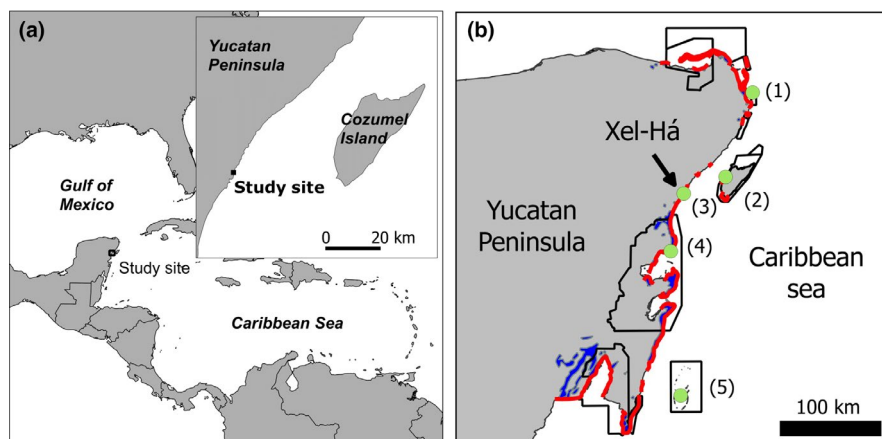 (a)
Yucatan
Peninsula
Cozumel
Island
Study site
0 20 km
Gulf of
Mexico
Study site
Caribbean Sea
(b)
(1)
Xel-Há
(2)
(3)
Yucatan
Peninsula
(4)
Caribbean
sea
(5)
100 km